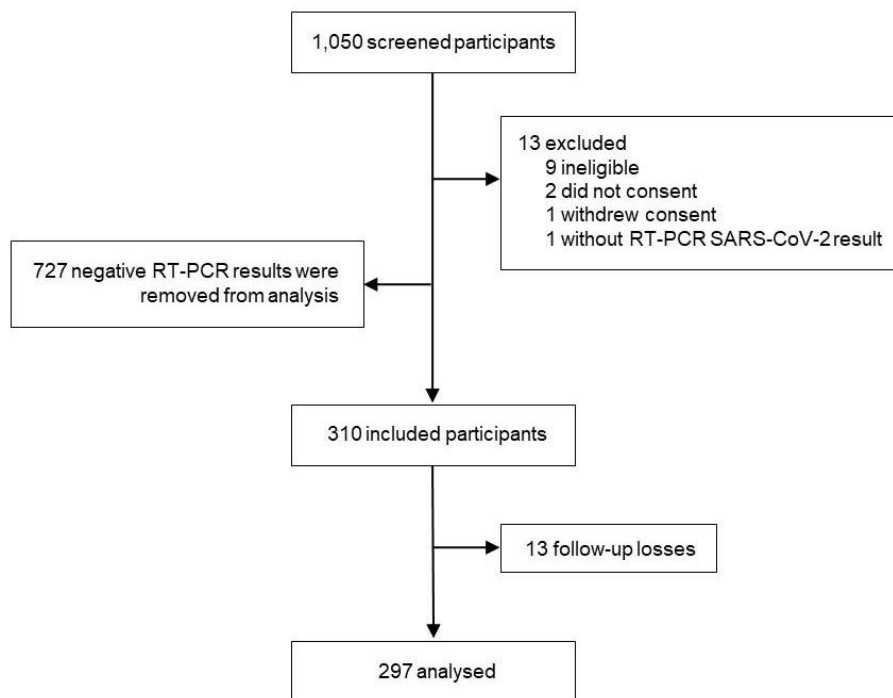 1,050 screened participants
13 excluded
9 ineligible
2 did not consent
1 withdrew consent
1 without RT-PCR SARS-CoV-2 result
727 negative RT-PCR results were
removed from analysis
310 included participants
13 follow-up losses
297 analysed